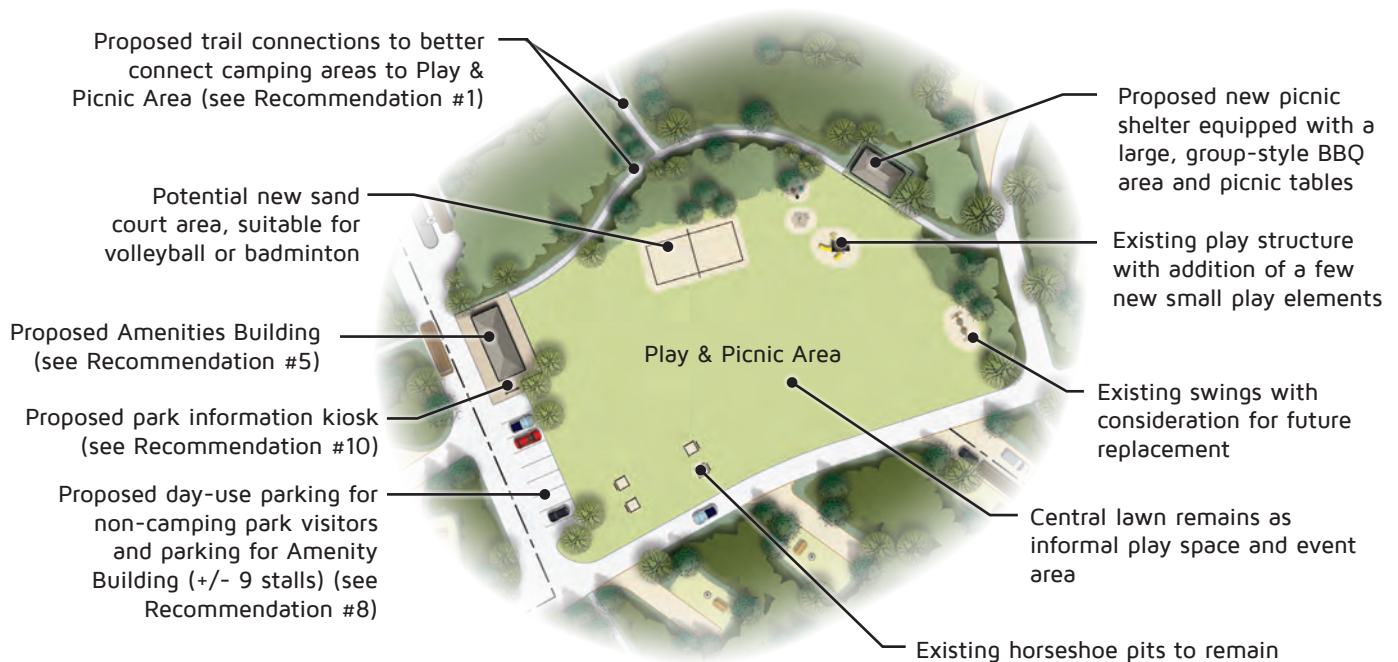 Proposed trail connections to better
connect camping areas to Play &
Picnic Area (see Recommendation #1)
Potential new sand
court area, suitable for
volleyball or badminton
Proposed Amenities Building
(see Recommendation #5)
Proposed park information kiosk
(see Recommendation #10)
Proposed day-use parking for
non-camping park visitors
and parking for Amenity
Building (+/- 9 stalls) (see
Recommendation #8)
Play & Picnic Area
Proposed new picnic
shelter equipped with a
large, group-style BBQ
area and picnic tables
Existing play structure
with addition of a few
new small play elements
Existing swings with
consideration for future
replacement
Central lawn remains as
informal play space and event
area
Existing horseshoe pits to remain